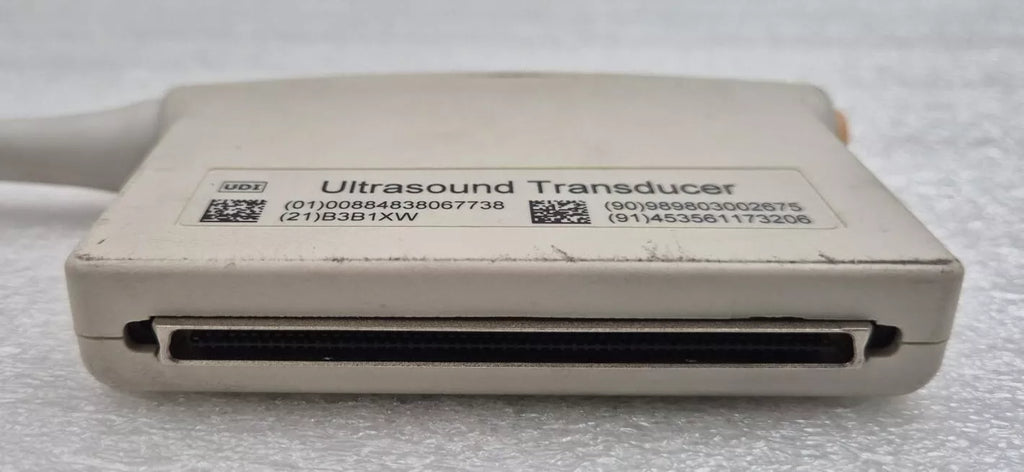 UDI
Ultrasound Transducer
(01)00884838067738
(21)B3B1XW
(90)989803002675
(91)453561173206